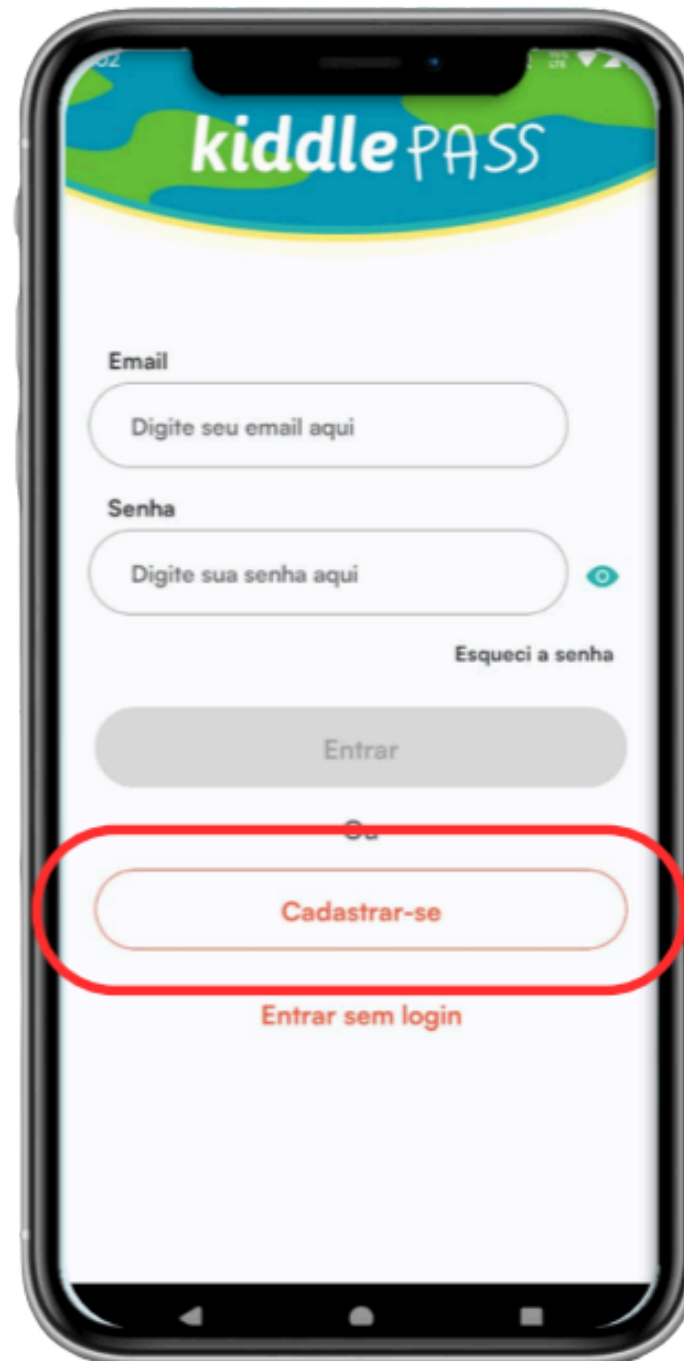 kiddle PASS
Email
Digite seu email aqui
Senha
Digite sua senha aqui
Esqueci a senha
Entrar
Ou
Cadastrar-se
Entrar sem login